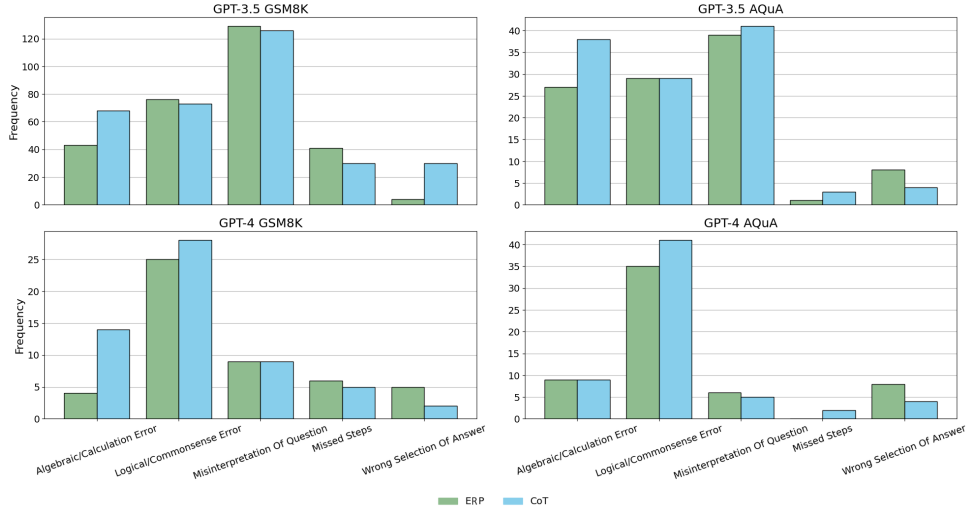 GPT-3.5 GSM8K
Frequency
120
100
80
60
40
20
0
GPT-3.5 AQuA
40
35
30
25
20
15
10
5
0
GPT-4 GSM8K
Frequency
25
20
15
10
5
0
Algebraic/Calculation Error
Logical/Commonsense Error
Misinterpretation Of Question
Missed Steps
Wrong Selection Of Answer
GPT-4 AQuA
40
35
30
25
20
15
10
5
0
Algebraic/Calculation Error
Logical/Commonsense Error
Misinterpretation Of Question
Missed Steps
Wrong Selection Of Answer
ERP
CoT